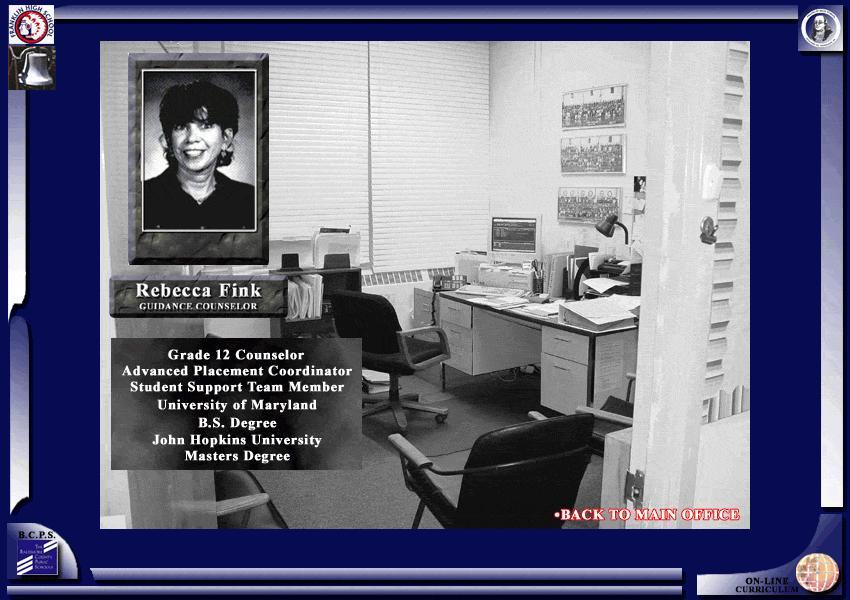 FRANKLIN HIGH SCHOOL
Rebecca Fink
GUIDANCE COUNSELOR
Grade 12 Counselor
Advanced Placement Coordinator
Student Support Team Member
University of Maryland
B.S. Degree
John Hopkins University
Masters Degree
•BACK TO MAIN OFFICE
B.C.P.S.
THE
BALTIMORE
COUNTY
PUBLIC
SCHOOLS
ON-LINE
CURRICULUM